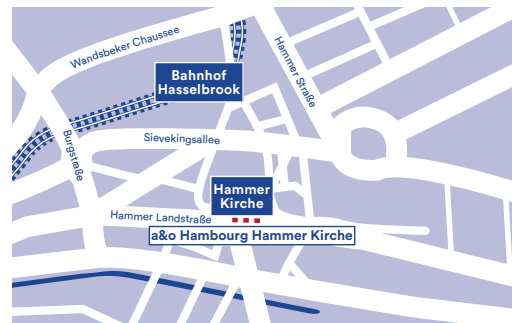 Wandsbeker Chaussee
Hammer Straße
Bahnhof
Hasselbrook
Burgstraße
Sievekingsallee
Hammer
Kirche
Hammer Landstraße
a&o Hambourg Hammer Kirche